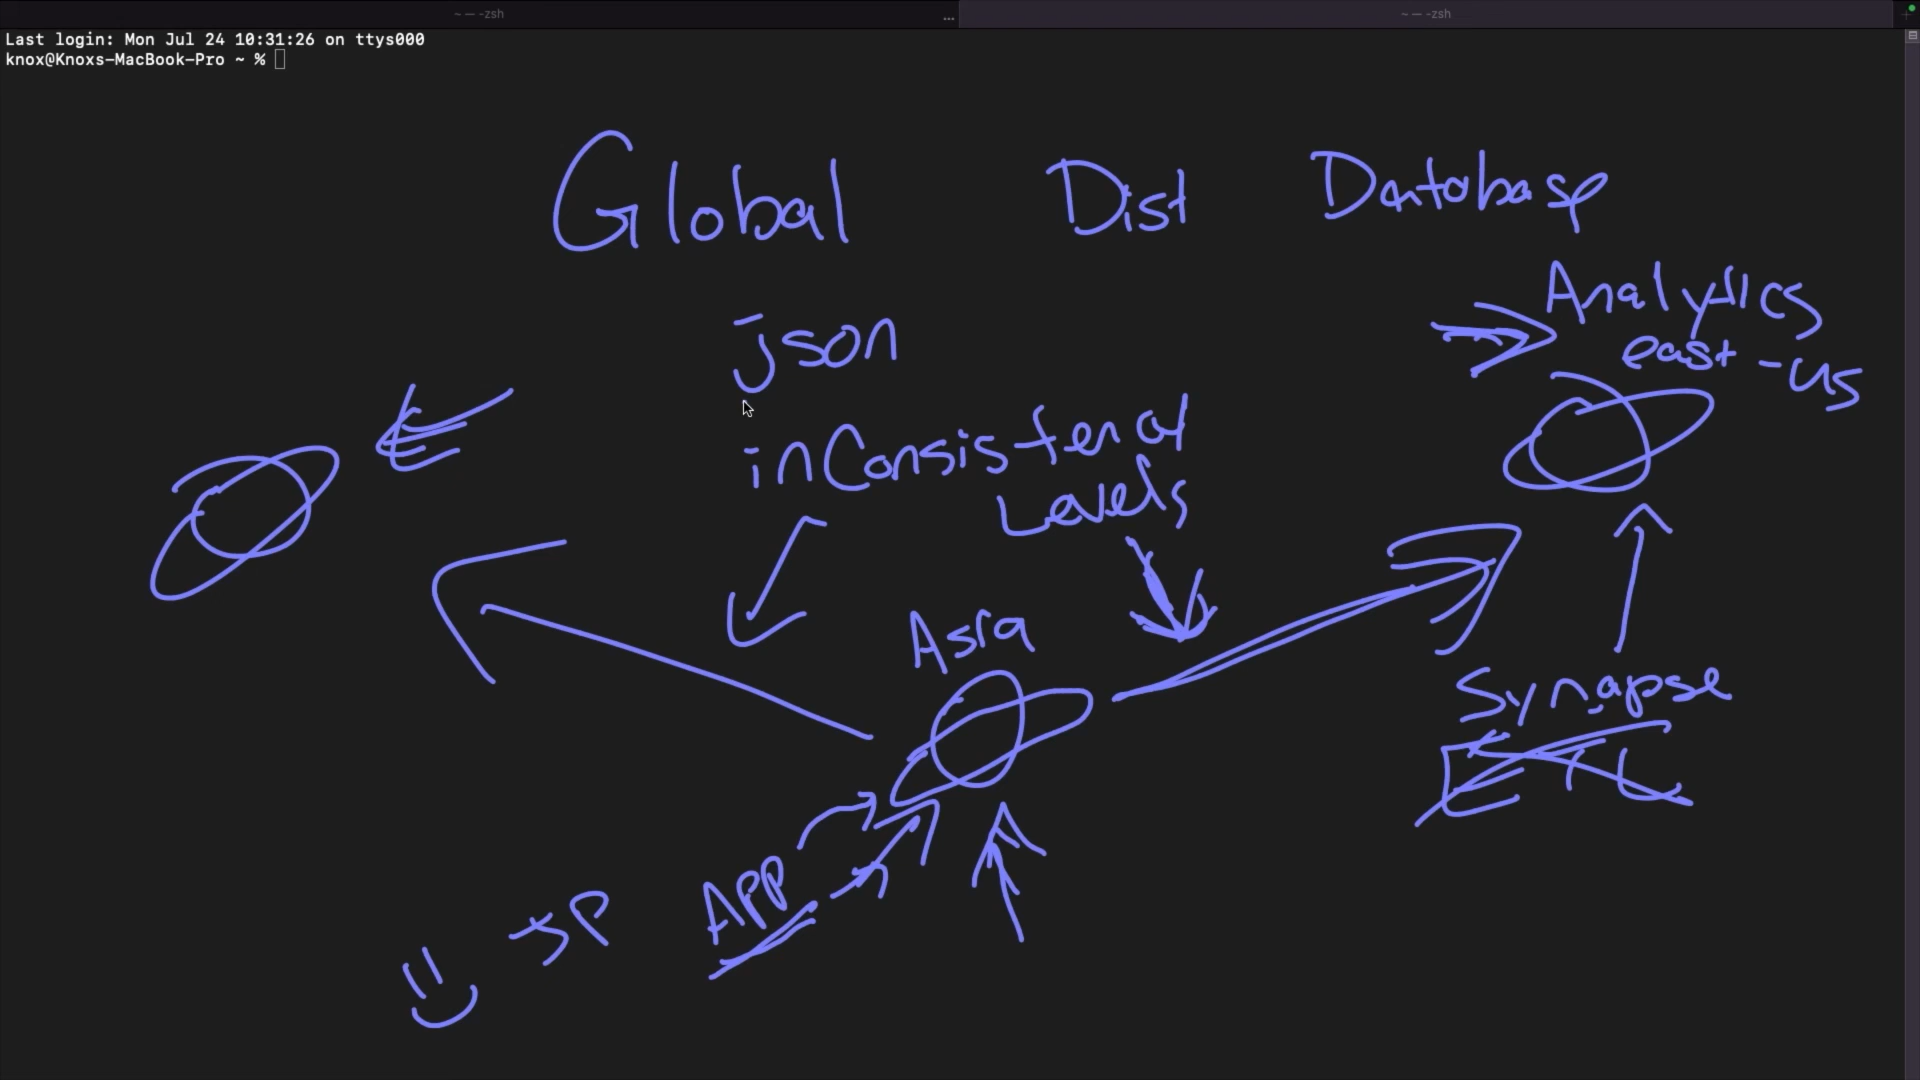 ~ — -zsh
...
~ — -zsh
Last login: Mon Jul 24 10:31:26 on ttys000
knox@Knoxs-MacBook-Pro ~ %
Global Dist Database
Analytics
east-us
json
Levels
Asia
Synapse
ETL
APP
JP